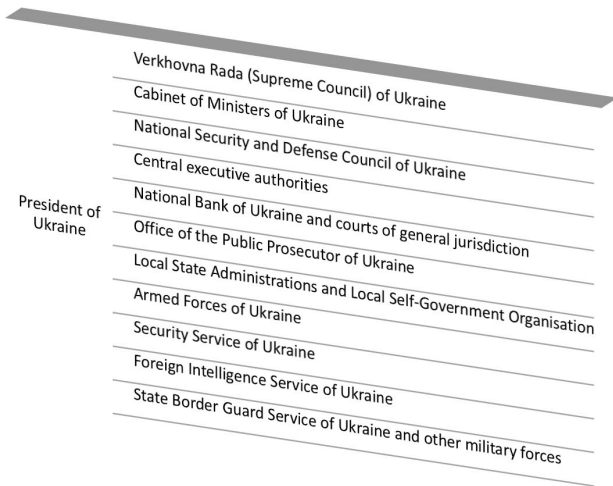 President of
Ukraine
Verkhovna Rada (Supreme Council) of Ukraine
Cabinet of Ministers of Ukraine
National Security and Defense Council of Ukraine
Central executive authorities
National Bank of Ukraine and courts of general jurisdiction
Office of the Public Prosecutor of Ukraine
Local State Administrations and Local Self-Government Organisation
Armed Forces of Ukraine
Security Service of Ukraine
Foreign Intelligence Service of Ukraine
State Border Guard Service of Ukraine and other military forces